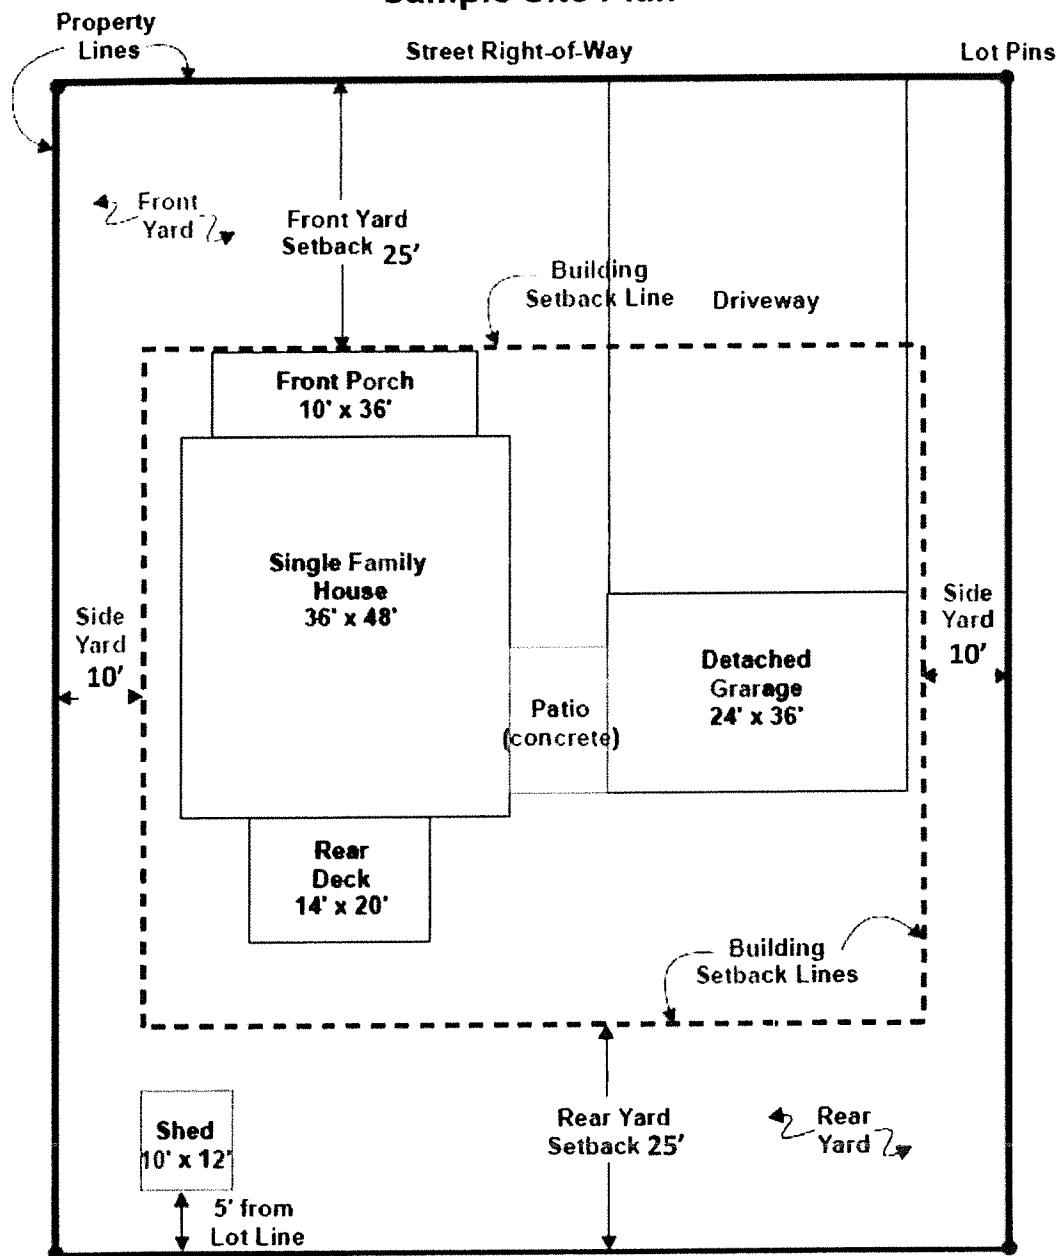 Sample Site Plan
Property
Lines
Street Right-of-Way
Lot Pins
Front
Yard
Front Yard
Setback 25'
Building
Setback Line
Driveway
Front Porch
10' x 36'
Single Family
House
36' x 48'
Side
Yard
10'
Side
Yard
10'
Detached
Grarage
24' x 36'
Patio
(concrete)
Rear
Deck
14' x 20'
Building
Setback Lines
Shed
10' x 12'
Rear Yard
Setback 25'
Rear
Yard
5' from
Lot Line